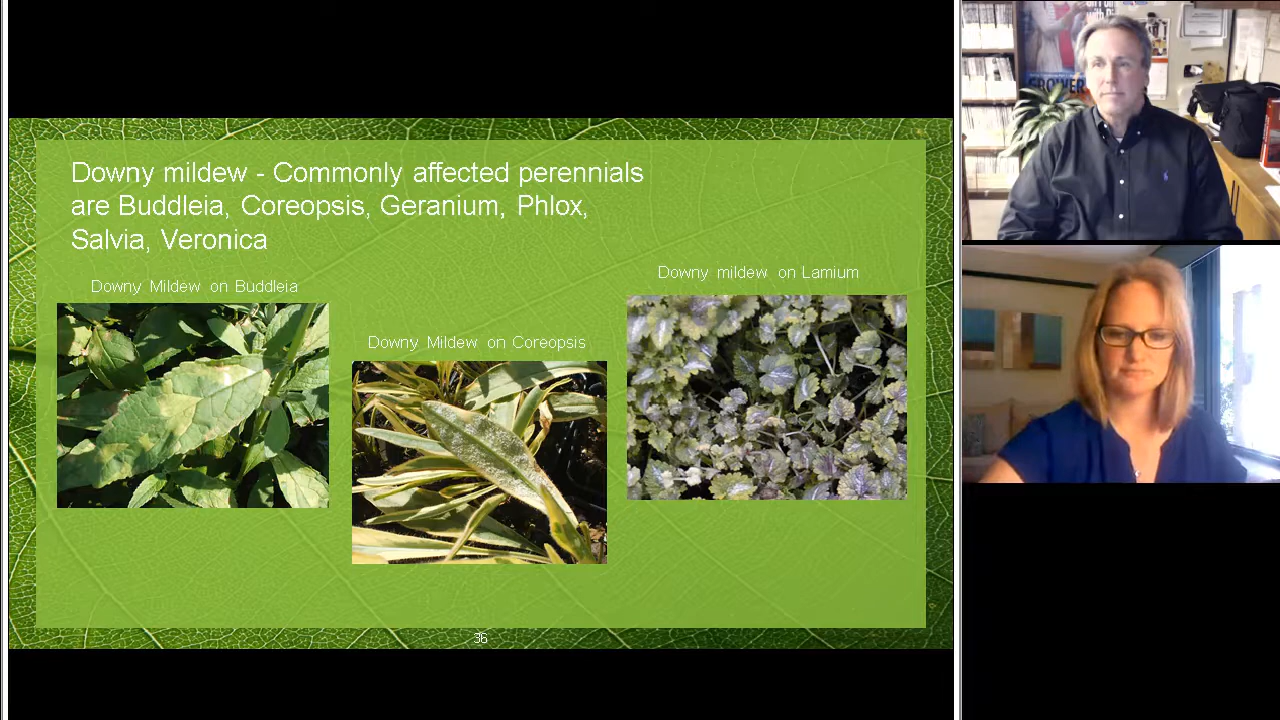 Downy mildew - Commonly affected perennials
are Buddleia, Coreopsis, Geranium, Phlox,
Salvia, Veronica
Downy Mildew on Buddleia
Downy Mildew on Coreopsis
Downy mildew on Lamium
36
GROWER